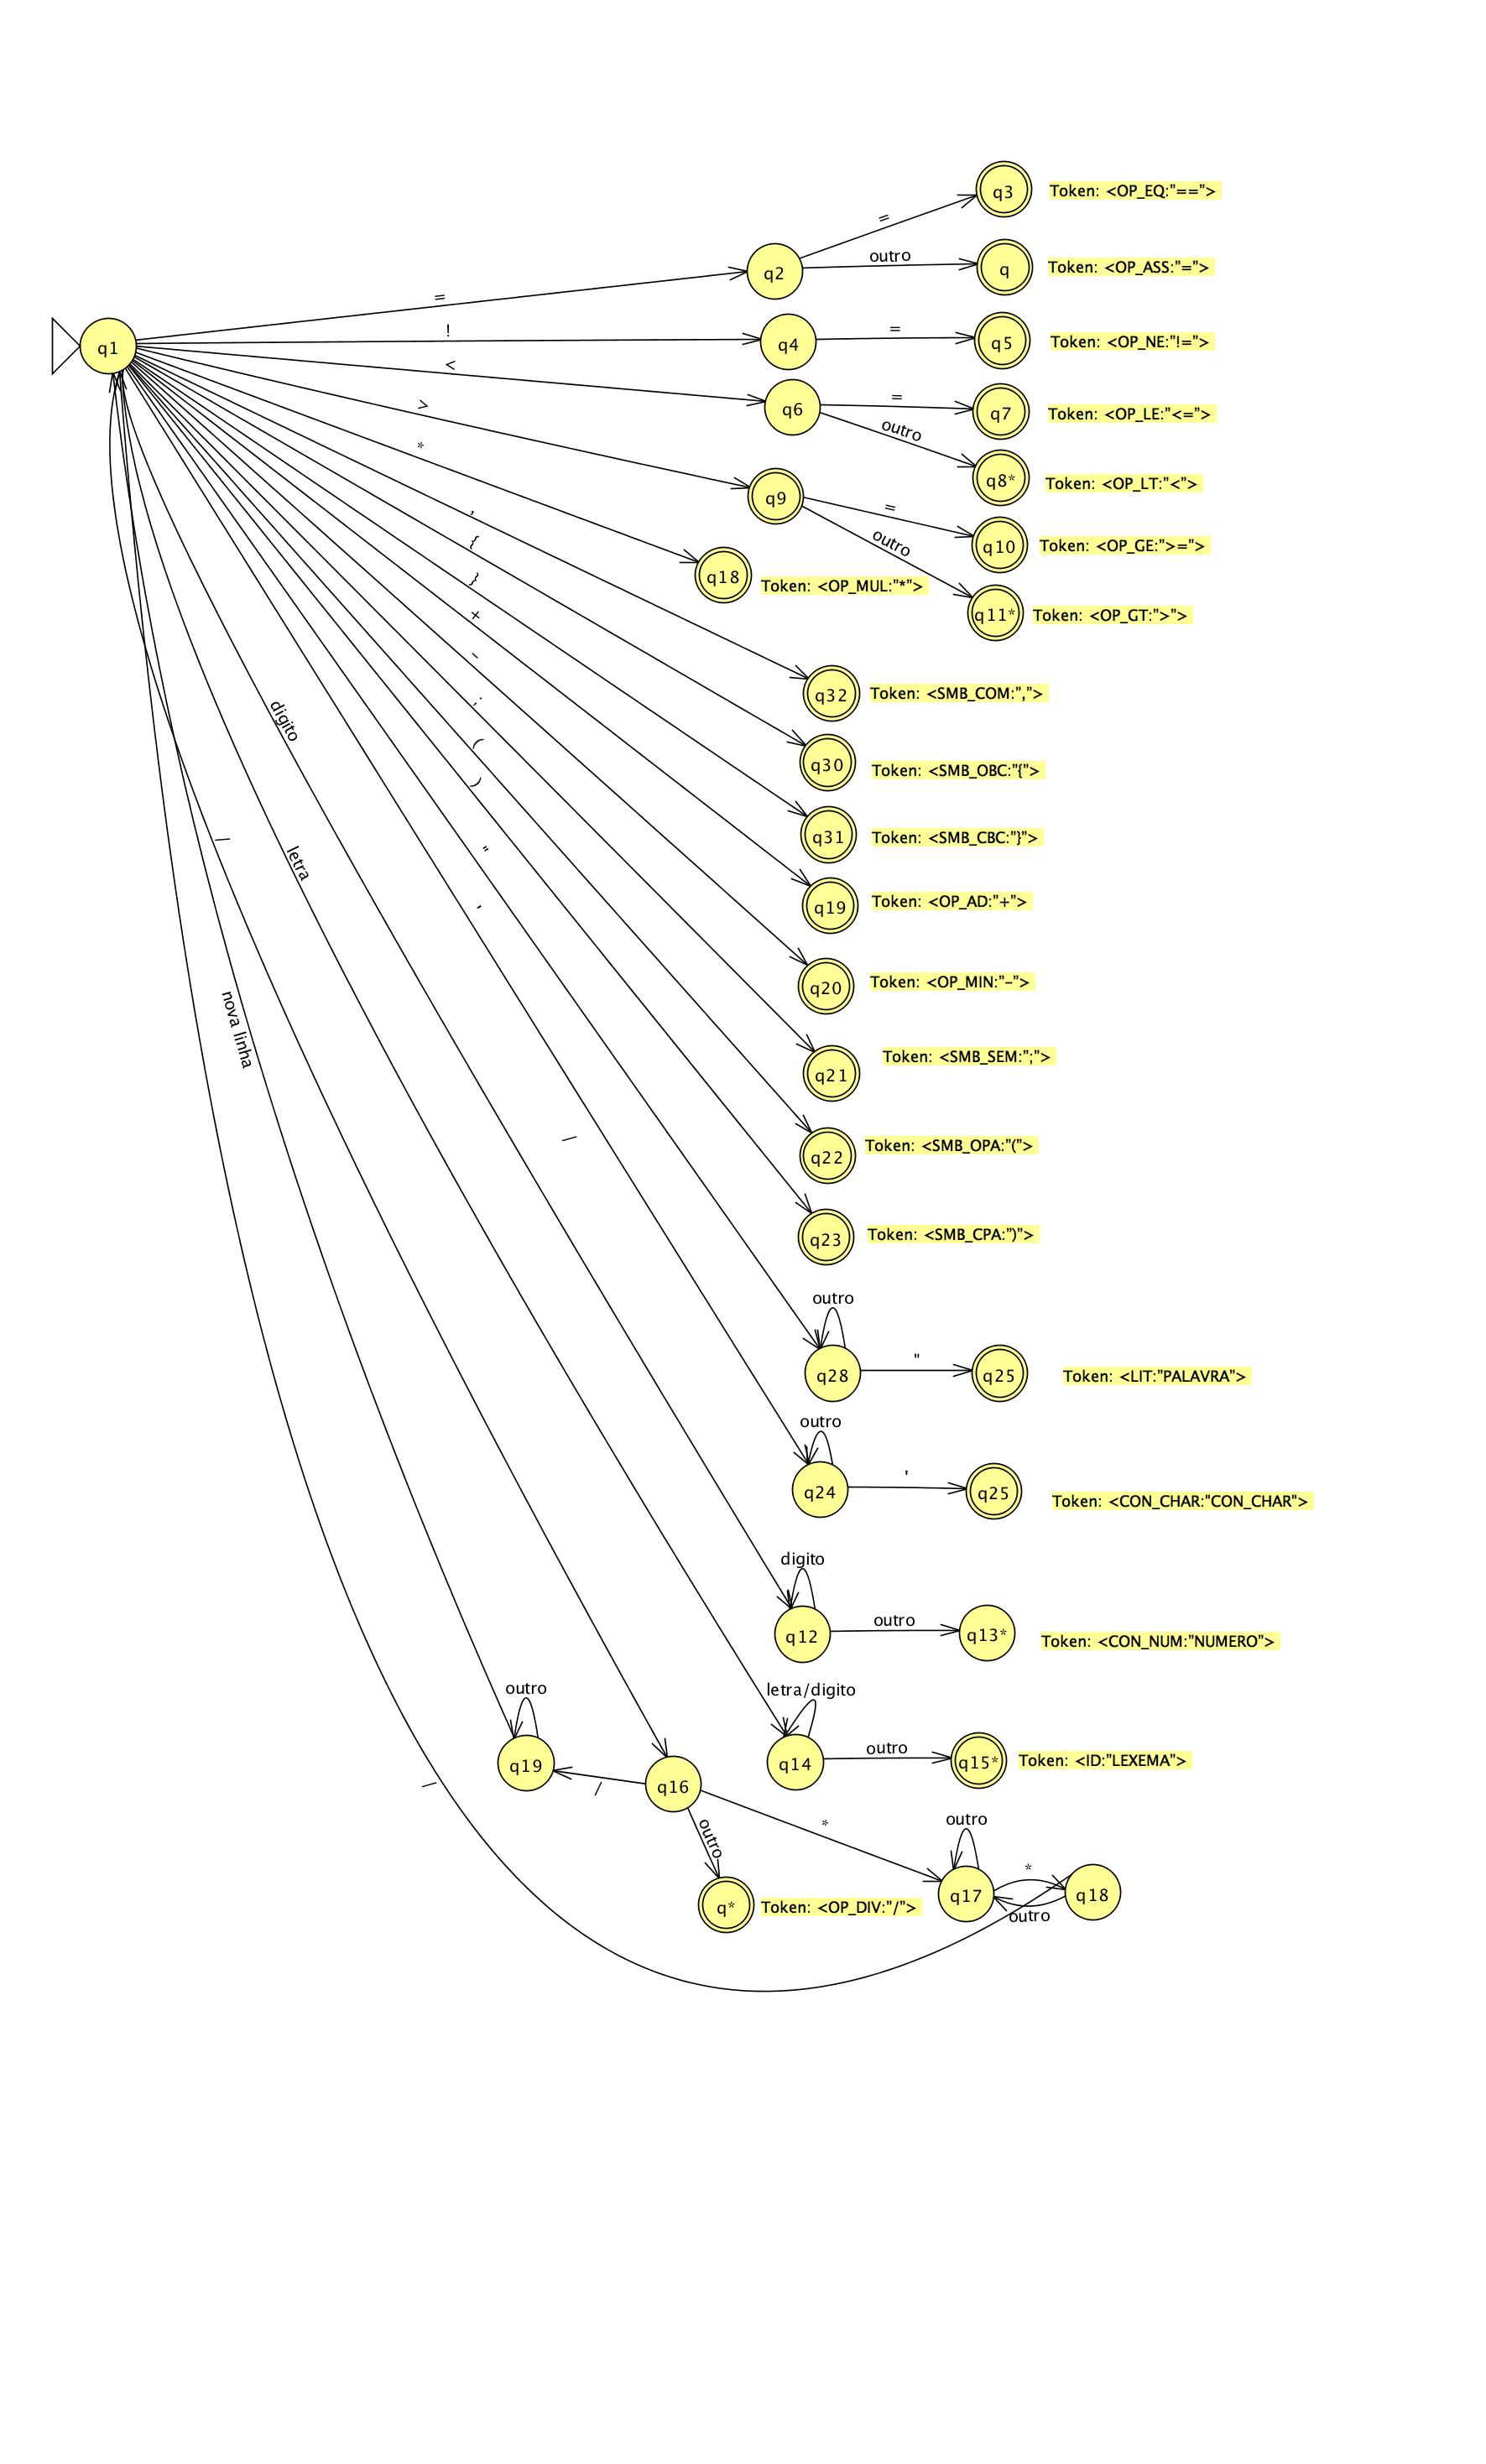 q3
Token: <OP_EQ:”==”>
=
outro
q2
q
Token: <OP_ASS:”=”>
=
q1
!
q4
=
q5
Token: <OP_NE:”!=”>
<
q6
=
q7
Token: <OP_LE:”<=”>
outro
q8*
Token: <OP_LT:”<”>
>
q9
=
q10
Token: <OP_GE:”>=”>
outro
q11*
Token: <OP_GT:”>”>
*
q18
Token: <OP_MUL:”*”>
,
q32
Token: <SMB_COM:”,”>
{
q30
Token: <SMB_OBC:”{”>
}
q31
Token: <SMB_CBC:”}”>
+
q19
Token: <OP_AD:”+”>
-
q20
Token: <OP_MIN:”–”>
;
q21
Token: <SMB_SEM:”;”>
(
q22
Token: <SMB_OPA:”(”>
)
q23
Token: <SMB_CPA:”)”>
"
outro
q28
"
q25
Token: <LIT:”PALAVRA”>
'
outro
q24
'
q25
Token: <CON_CHAR:"CON_CHAR">
digito
digito
q12
outro
q13*
Token: <CON_NUM:”NUMERO”>
letra
letra/digito
q14
outro
q15*
Token: <ID:”LEXEMA”>
/
/
nova linha
outro
q19
/
q16
outro
q*
Token: <OP_DIV:”/”>
*
outro
q17
*
outro
q18
/